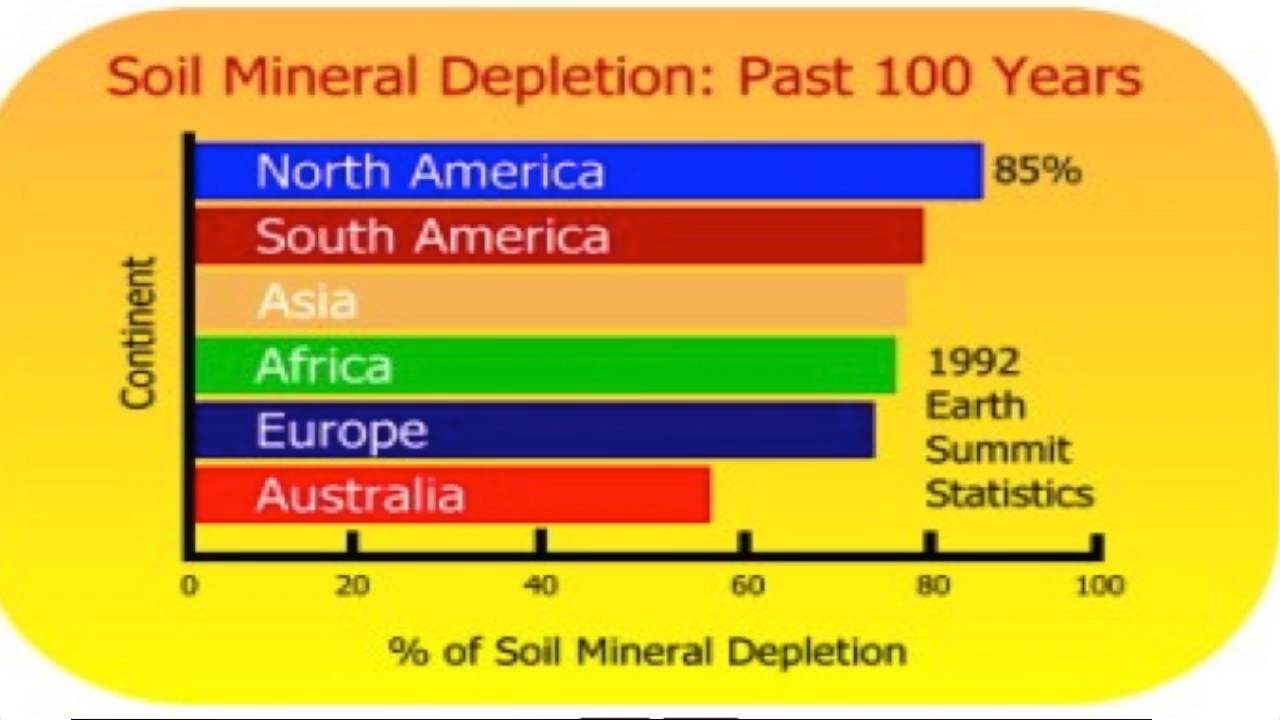 Soil Mineral Depletion: Past 100 Years
Continent
North America 85%
South America
Asia
Africa
Europe
Australia
1992
Earth
Summit
Statistics
0 20 40 60 80 100
% of Soil Mineral Depletion